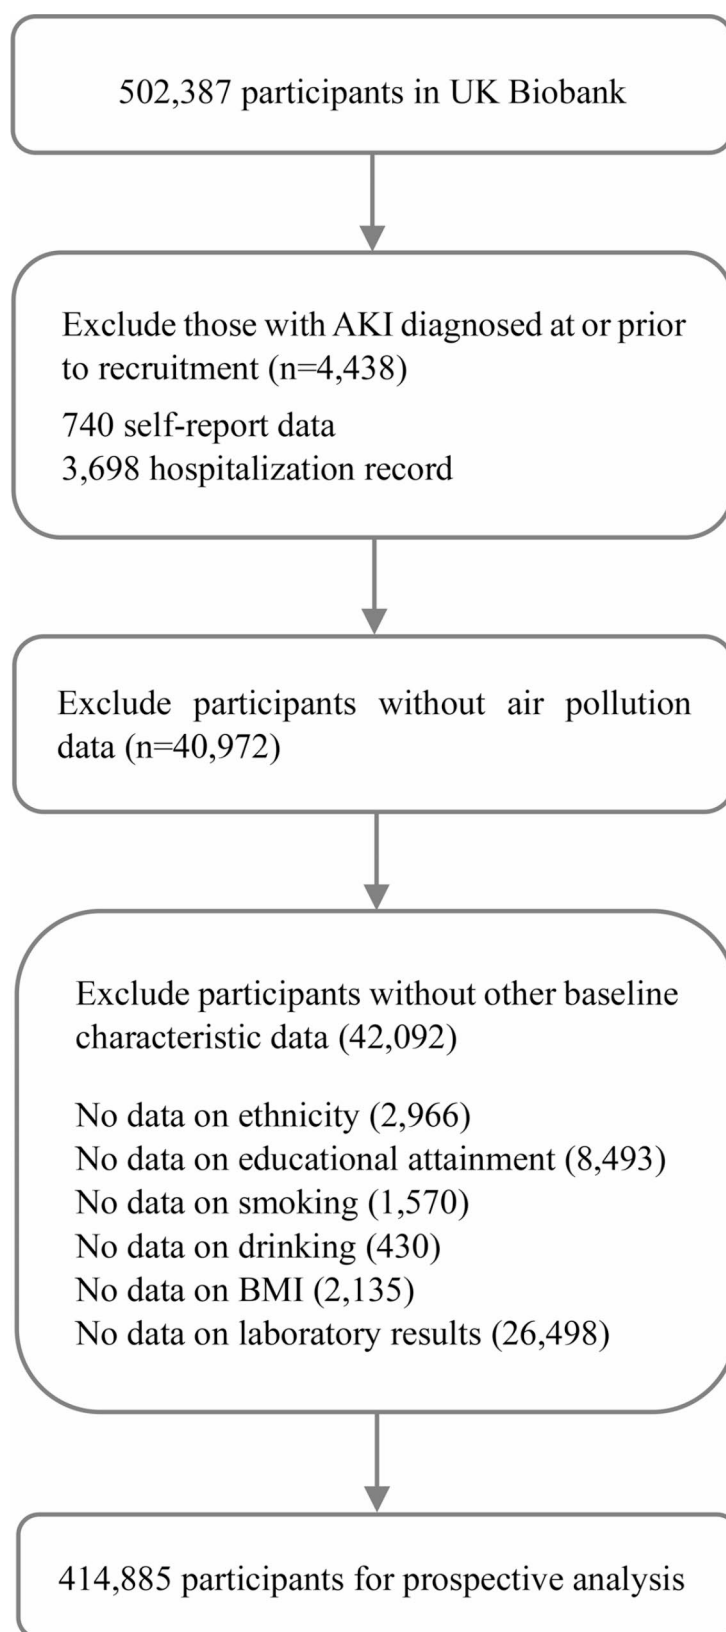 502,387 participants in UK Biobank
Exclude those with AKI diagnosed at or prior
to recruitment (n=4,438)
740 self-report data
3,698 hospitalization record
Exclude participants without air pollution
data (n=40,972)
Exclude participants without other baseline
characteristic data (42,092)
No data on ethnicity (2,966)
No data on educational attainment (8,493)
No data on smoking (1,570)
No data on drinking (430)
No data on BMI (2,135)
No data on laboratory results (26,498)
414,885 participants for prospective analysis